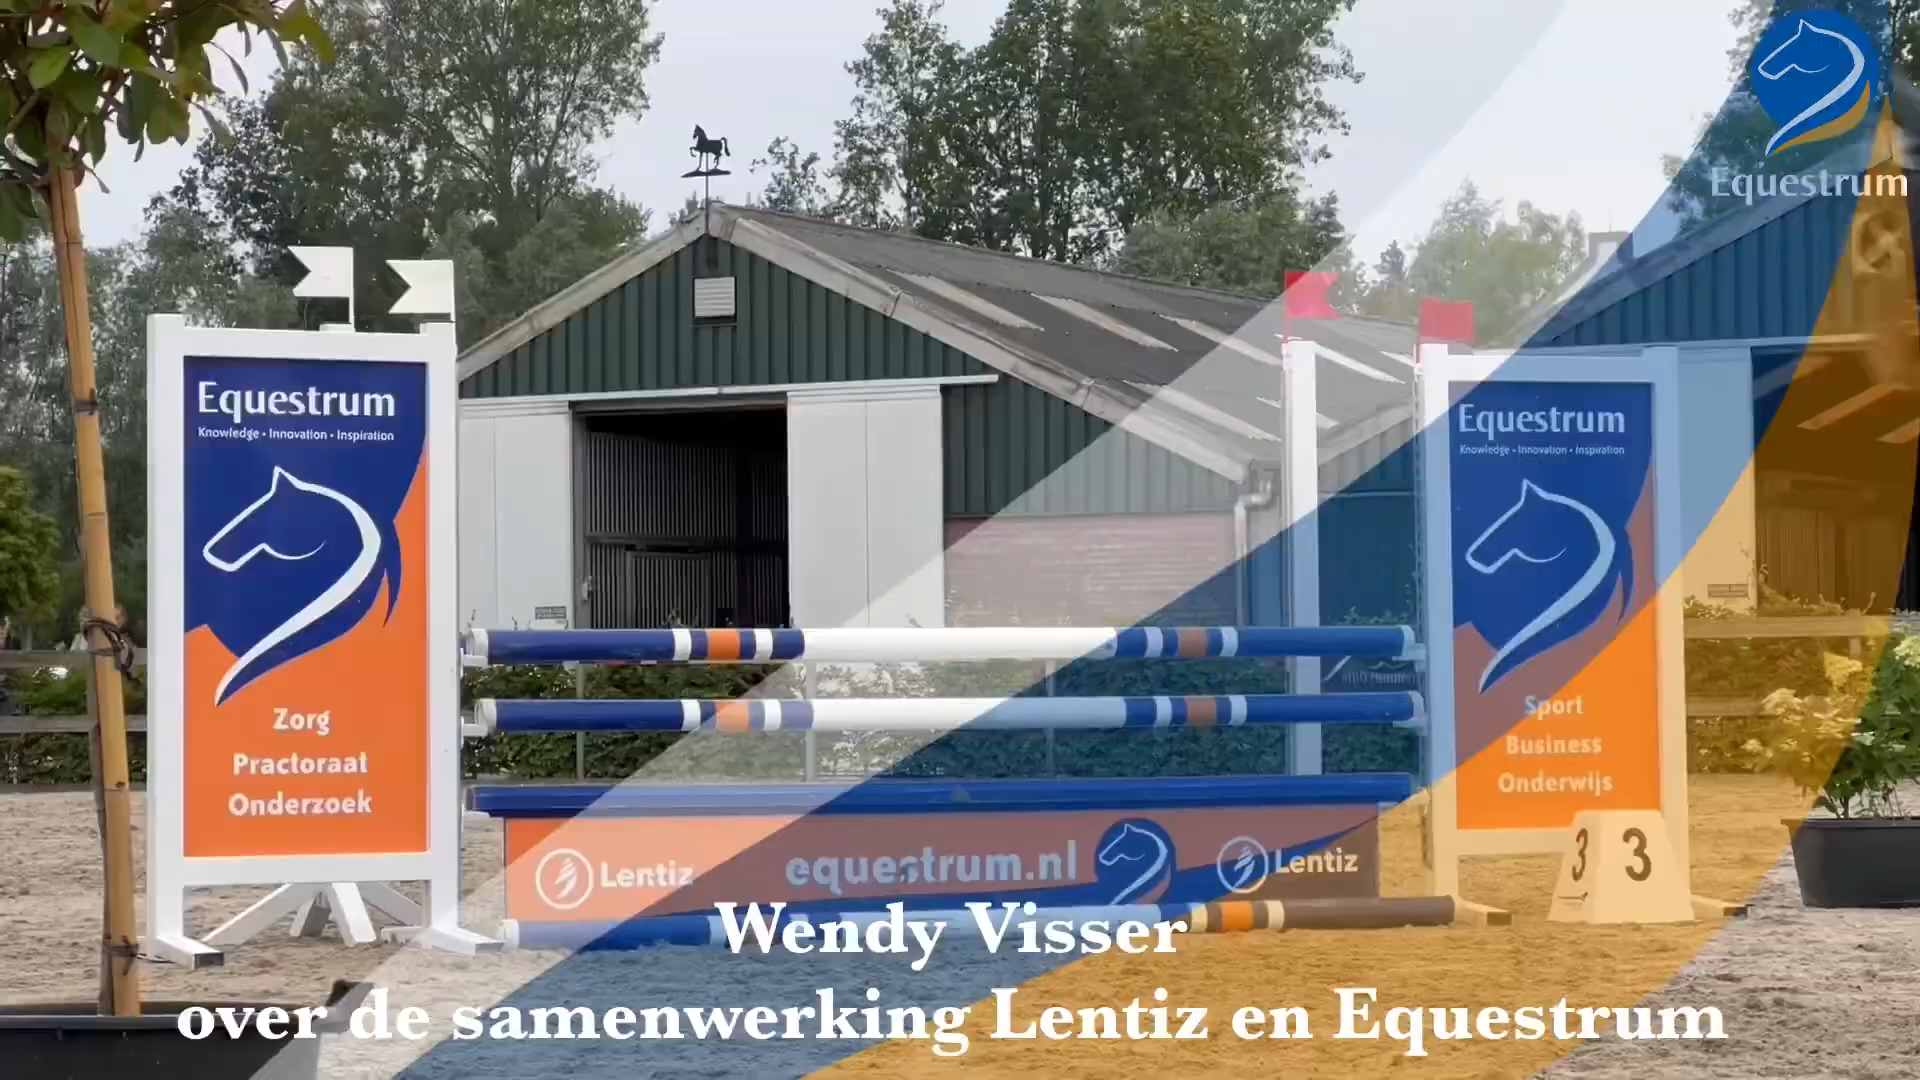 Equestrum
Equestrum
Knowledge • Innovation • Inspiration
Zorg
Practoraat
Onderzoek
Equestrum
Knowledge • Innovation • Inspiration
Sport
Business
Onderwijs
3 3
Lentiz equestrum.nl Lentiz
Wendy Visser
over de samenwerking Lentiz en Equestrum